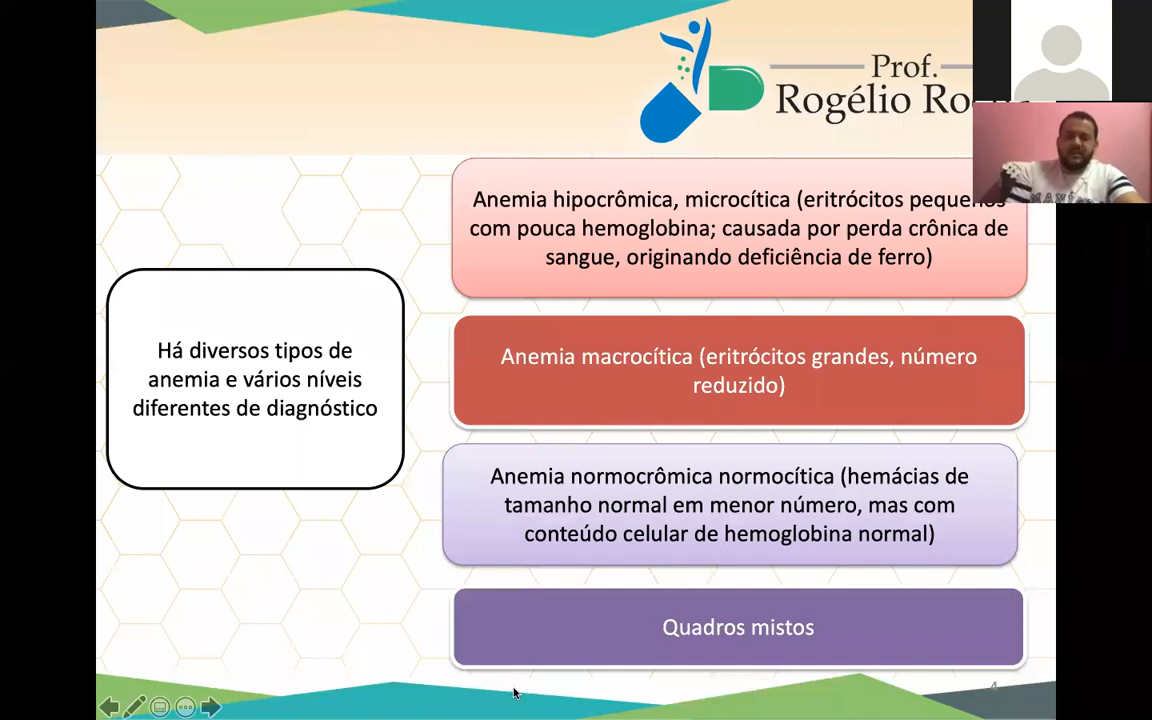 Prof.
Rogélio
Anemia hipocrômica, microcítica (eritrócitos pequenos
com pouca hemoglobina; causada por perda crônica de
sangue, originando deficiência de ferro)
Há diversos tipos de
anemia e vários níveis
diferentes de diagnóstico
Anemia macrocítica (eritrócitos grandes, número
reduzido)
Anemia normocrômica normocítica (hemácias de
tamanho normal em menor número, mas com
conteúdo celular de hemoglobina normal)
Quadros mistos
4